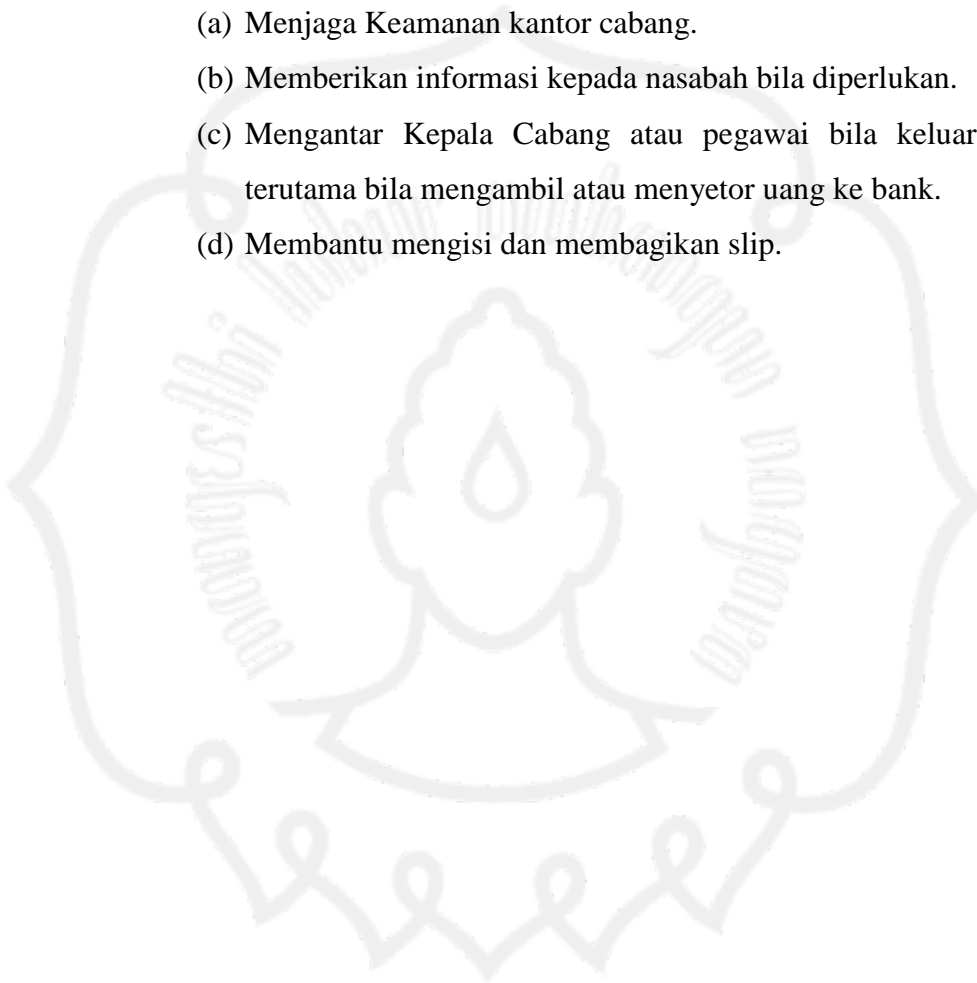 (a) Menjaga Keamanan kantor cabang.
(b) Memberikan informasi kepada nasabah bila diperlukan.
(c) Mengantar Kepala Cabang atau pegawai bila keluar
terutama bila mengambil atau menyetor uang ke bank.
(d) Membantu mengisi dan membagikan slip.